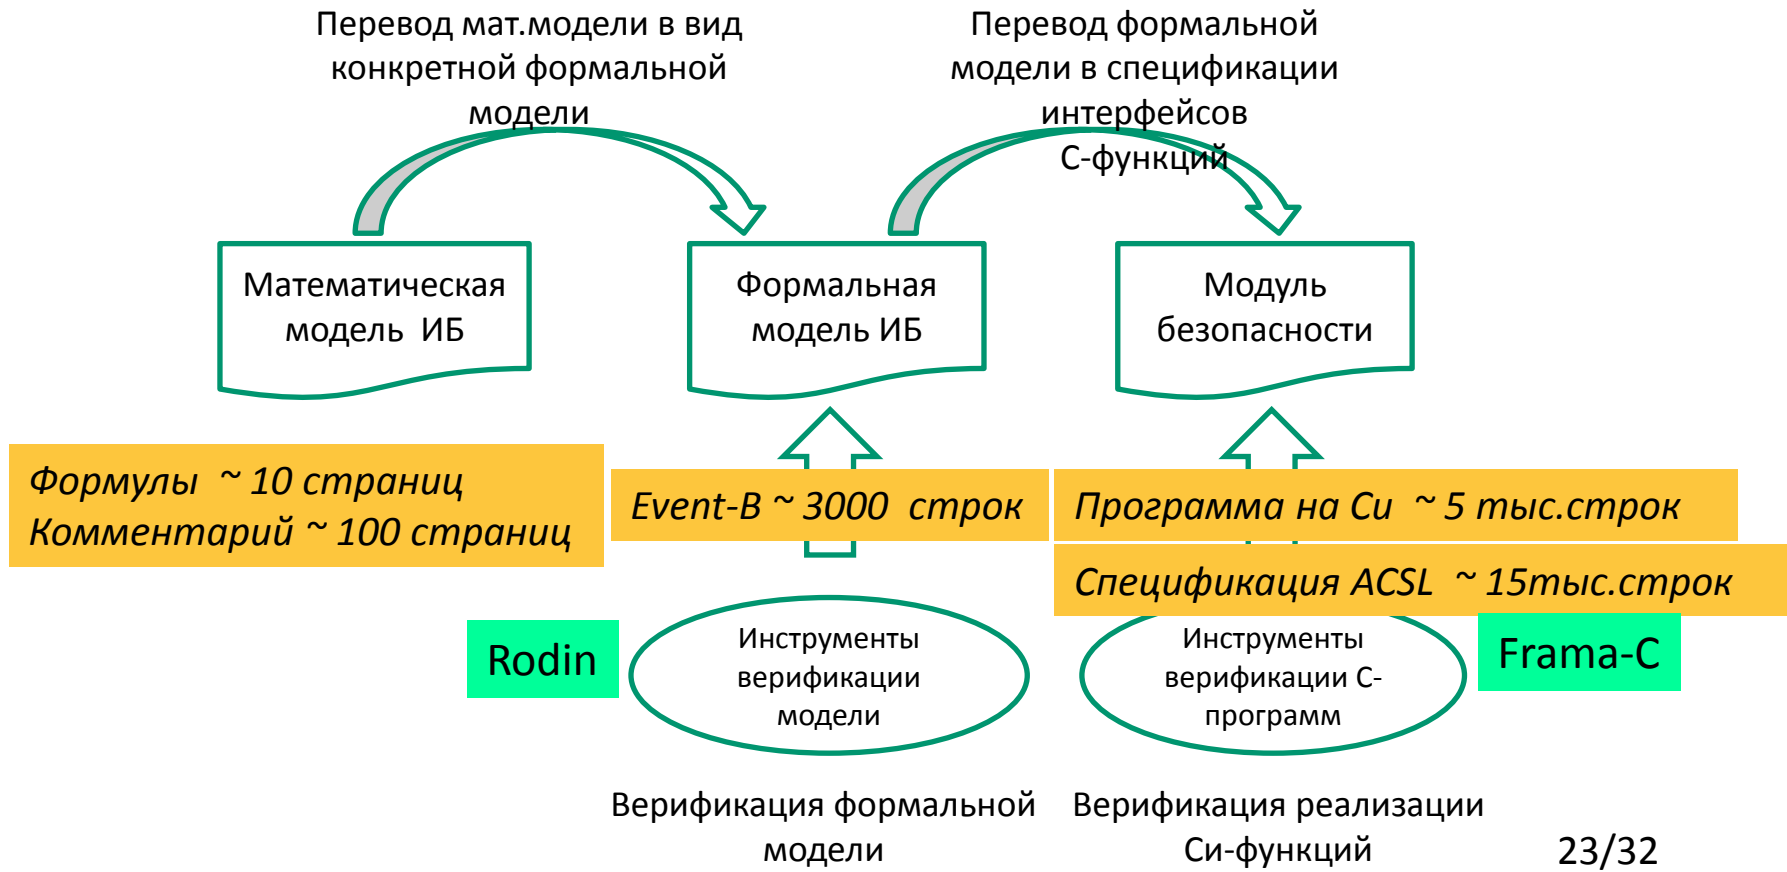 Перевод мат.модели в вид
конкретной формальной
модели
Перевод формальной
модели в спецификации
интерфейсов
С-функций
Математическая
модель ИБ
Формальная
модель ИБ
Модуль
безопасности
Формулы ~ 10 страниц
Комментарий ~ 100 страниц
Event-B ~ 3000 строк
Программа на Си ~ 5 тыс.строк
Спецификация ACSL ~ 15тыс.строк
Rodin
Инструменты
верификации
модели
Инструменты
верификации С-
программ
Frama-C
Верификация формальной
модели
Верификация реализации
Си-функций
23/32